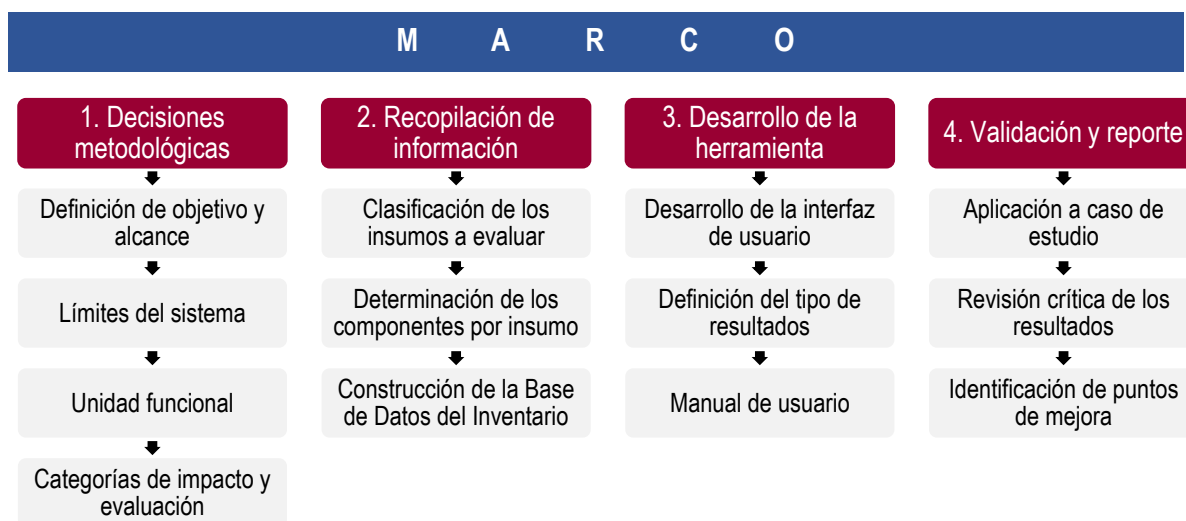 M A R C O
1. Decisiones
metodológicas
Definición de objetivo y
alcance
Límites del sistema
Unidad funcional
Categorías de impacto y
evaluación
2. Recopilación de
información
Clasificación de los
insumos a evaluar
Determinación de los
componentes por insumo
Construcción de la Base
de Datos del Inventario
3. Desarrollo de la
herramienta
Desarrollo de la interfaz
de usuario
Definición del tipo de
resultados
Manual de usuario
4. Validación y reporte
Aplicación a caso de
estudio
Revisión crítica de los
resultados
Identificación de puntos
de mejora